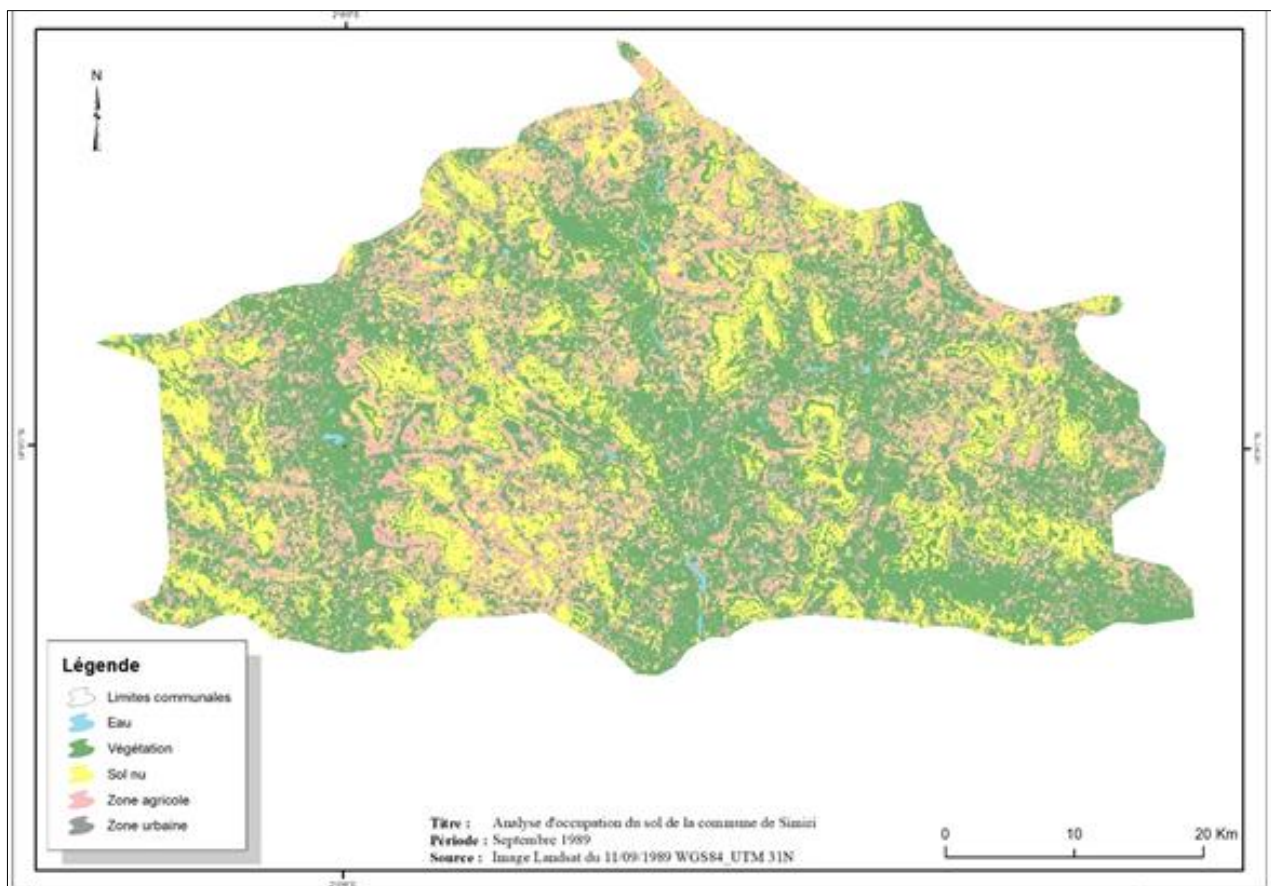 N
Légende
Limites communales
Eau
Végétation
Sol nu
Zone agricole
Zone urbaine
Titre : Analyse d'occupation du sol de la commune de Simiri
Période : Septembre 1989
Source : Image Landsat du 11/09/1989 WGS84_UTM 31N
0 10 20 Km